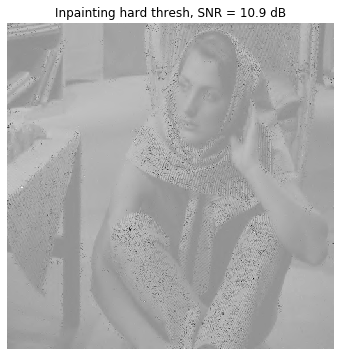 Inpainting hard thresh, SNR = 10.9 dB